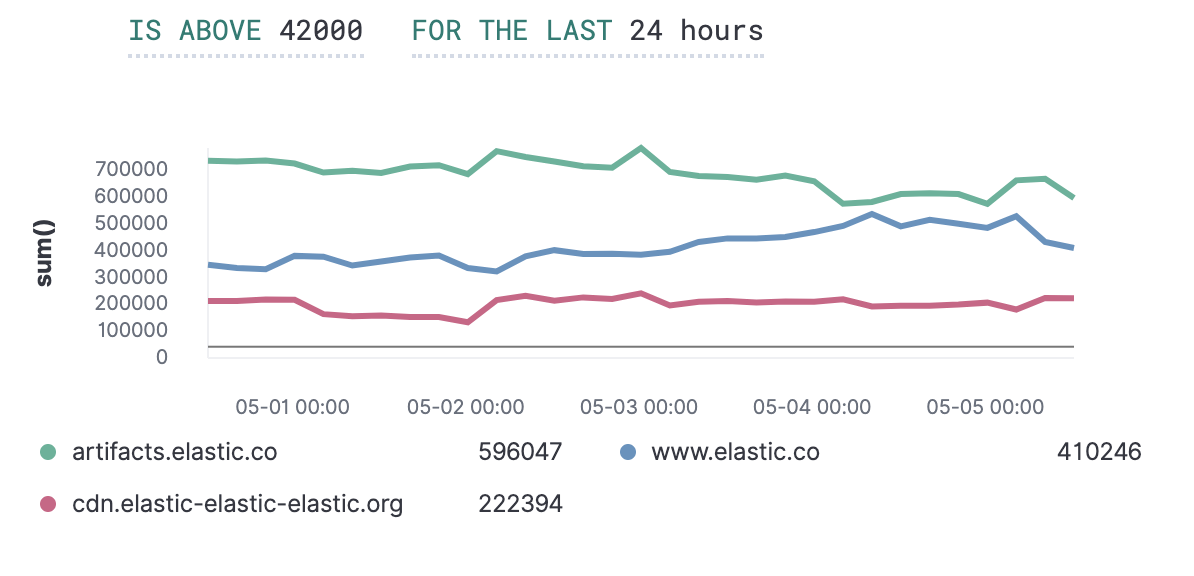 IS ABOVE 42000 FOR THE LAST 24 hours
sum()
700000
600000
500000
400000
300000
200000
100000
0
05-01 00:00 05-02 00:00 05-03 00:00 05-04 00:00 05-05 00:00
artifacts.elastic.co 596047 www.elastic.co 410246
cdn.elastic-elastic-elastic.org 222394